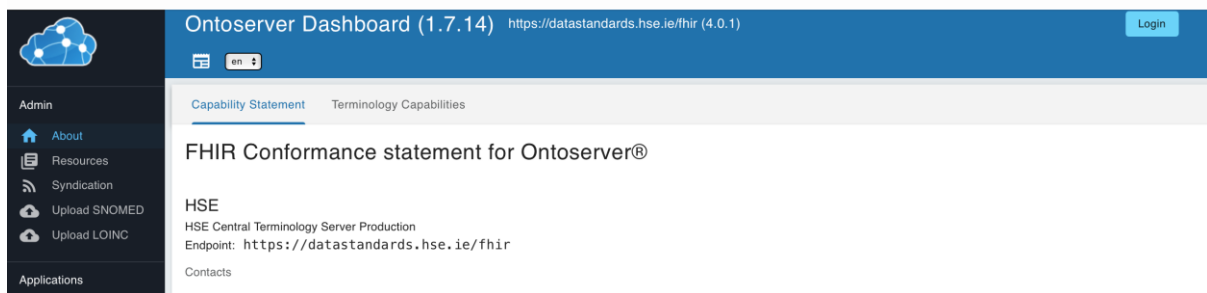 Ontoserver Dashboard (1.7.14) https://datastandards.hse.ie/fhir (4.0.1)
Login
en
Admin
About
Resources
Syndication
Upload SNOMED
Upload LOINC
Applications
Capability Statement Terminology Capabilities
FHIR Conformance statement for Ontoserver®
HSE
HSE Central Terminology Server Production
Endpoint: https://datastandards.hse.ie/fhir
Contacts